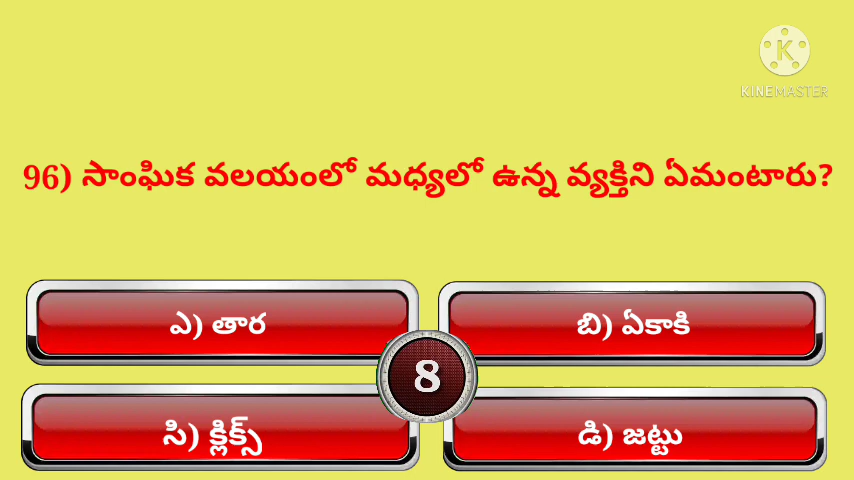 KINEMASTER
96) సాంఘిక వలయంలో మధ్యలో ఉన్న వ్యక్తిని ఏమంటారు?
ఎ) తార
బి) ఏకాకి
8
సి) క్లిక్స్
డి) జట్టు